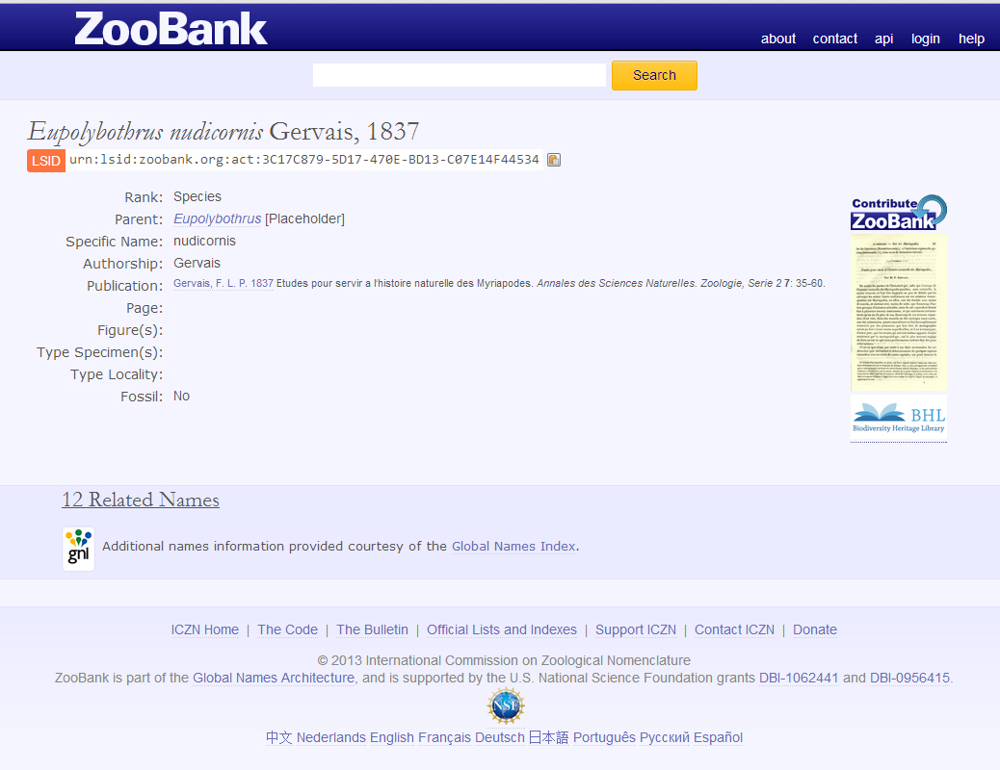 ZooBank
about contact api login help
Search
Eupolybothrus nudicornis Gervais, 1837
LSID urn:lsid:zoobank.org:act:3C17C879-5D17-470E-BD13-C07E14F44534
Rank: Species
Parent: Eupolybothrus [Placeholder]
Specific Name: nudicornis
Authorship: Gervais
Publication: Gervais, F. L. P. 1837 Etudes pour servir a l'histoire naturelle des Myriapodes. Annales des Sciences Naturelles. Zoologie, Serie 2 7: 35-60.
Page:
Figure(s):
Type Specimen(s):
Type Locality:
Fossil: No
Contribute
ZooBank
BHL
Biodiversity Heritage Library
12 Related Names
gni Additional names information provided courtesy of the Global Names Index.
ICZN Home | The Code | The Bulletin | Official Lists and Indexes | Support ICZN | Contact ICZN | Donate
© 2013 International Commission on Zoological Nomenclature
ZooBank is part of the Global Names Architecture, and is supported by the U.S. National Science Foundation grants DBI-1062441 and DBI-0956415.
NSF
中文 Nederlands English Français Deutsch 日本語 Português Русский Español